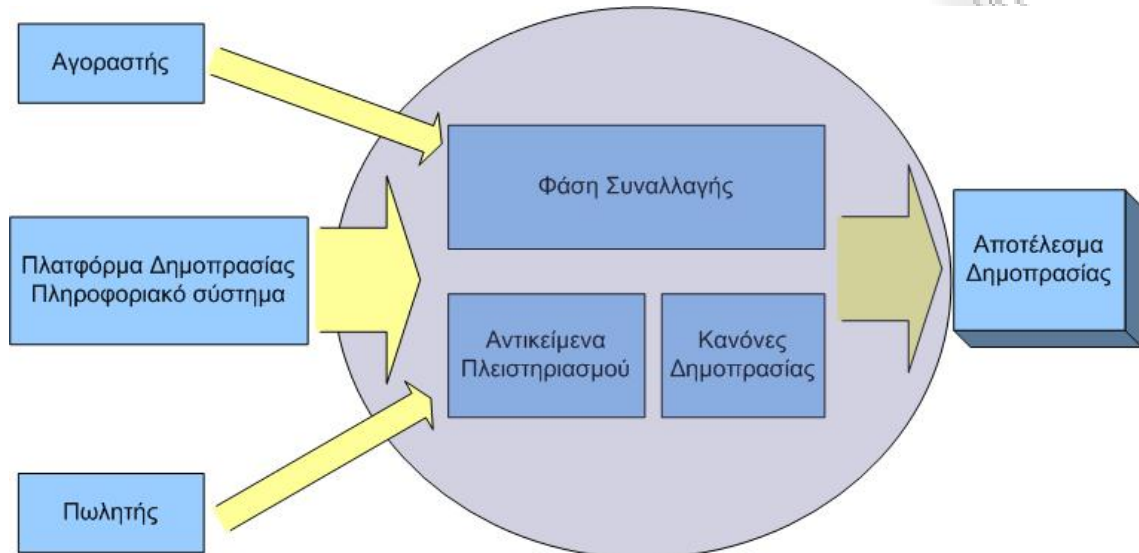 Αγοραστής
Φάση Συναλλαγής
Πλατφόρμα Δημοπρασίας
Πληροφοριακό σύστημα
Αποτέλεσμα
Δημοπρασίας
Αντικείμενα
Πλειστηριασμού
Κανόνες
Δημοπρασίας
Πωλητής